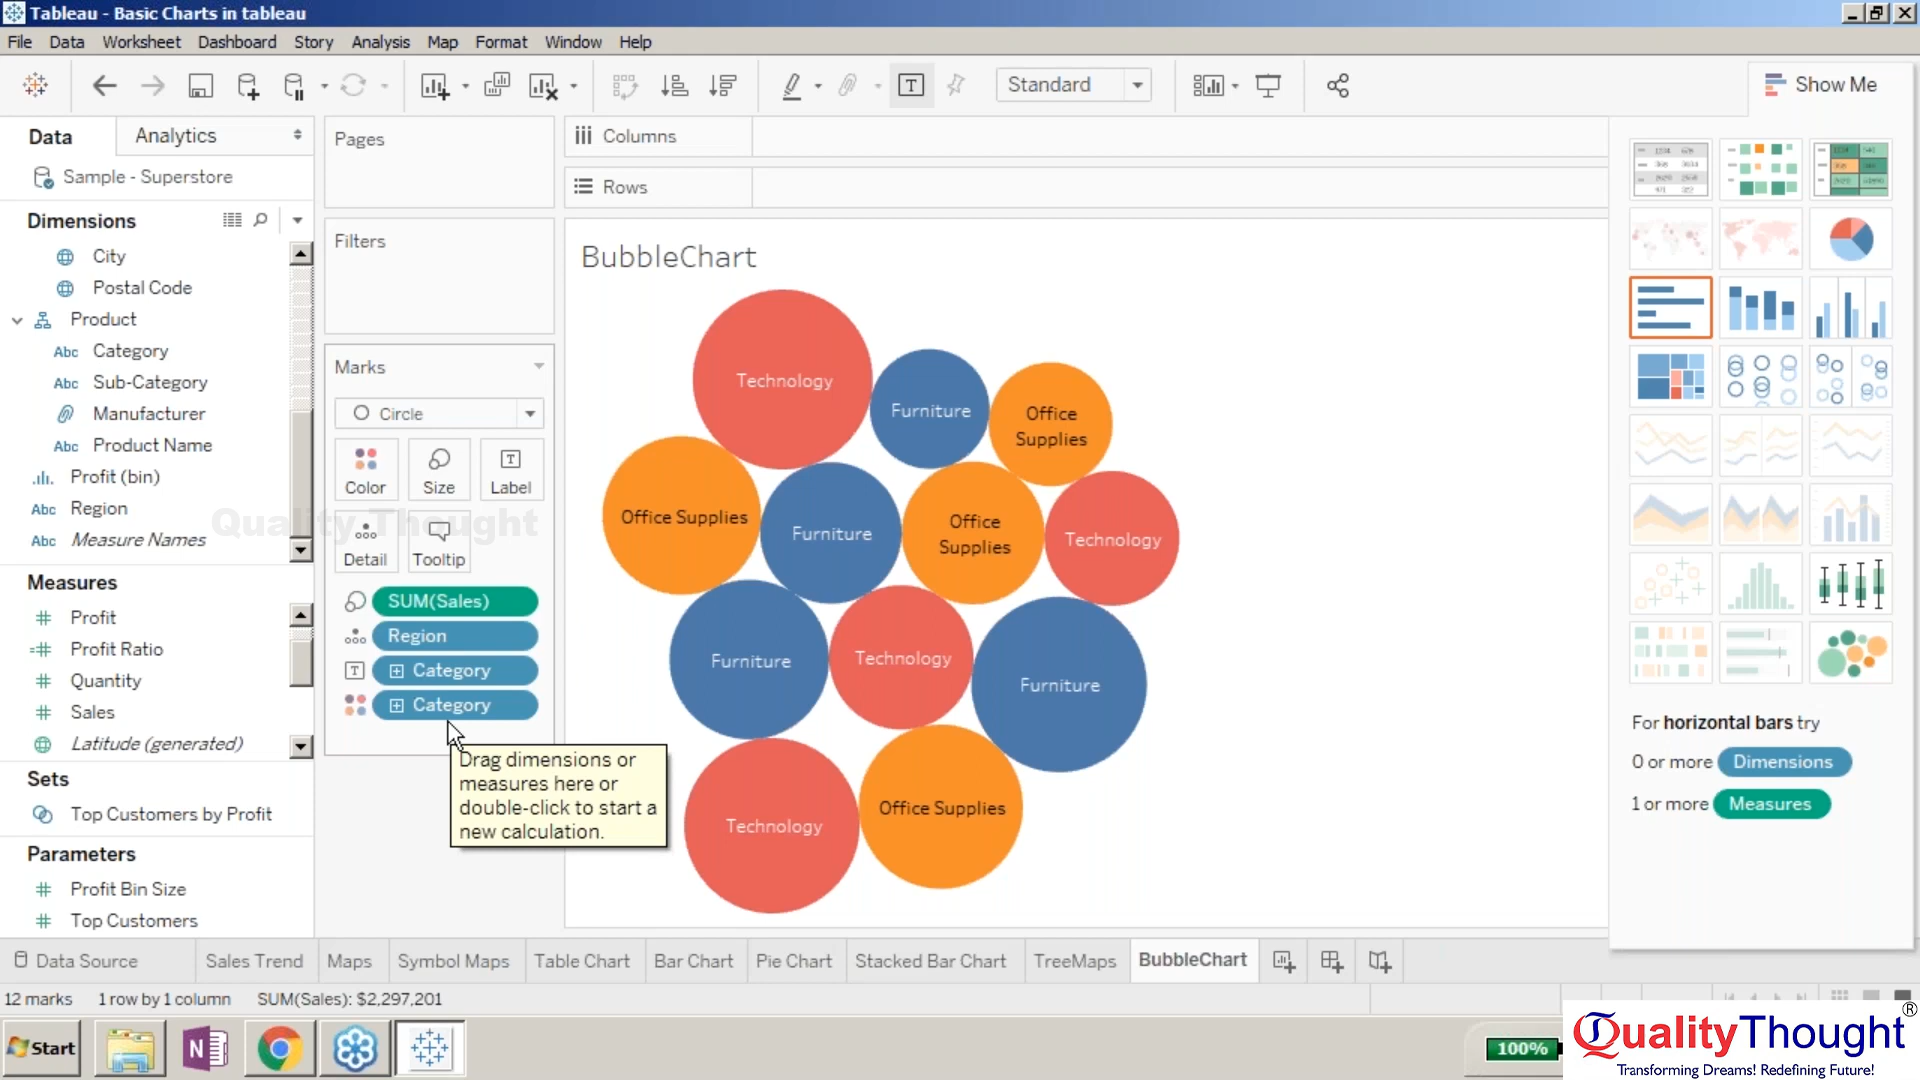 Tableau - Basic Charts in tableau
File Data Worksheet Dashboard Story Analysis Map Format Window Help
Standard
Show Me
Data Analytics
Sample - Superstore
Dimensions
City
Postal Code
Product
Abc Category
Abc Sub-Category
Manufacturer
Abc Product Name
Profit (bin)
Abc Region
Abc Measure Names
Measures
Profit
Profit Ratio
Quantity
Sales
Latitude (generated)
Sets
Top Customers by Profit
Parameters
Profit Bin Size
Top Customers
Pages
Filters
Marks
Circle
Color Size Label
Quality Thought
Detail Tooltip
SUM(Sales)
Region
Category
Category
Drag dimensions or
measures here or
double-click to start a
new calculation.
Columns
Rows
BubbleChart
Technology
Furniture
Office
Supplies
Office Supplies
Furniture
Office
Supplies
Technology
Furniture
Technology
Furniture
Technology
Office Supplies
For horizontal bars try
0 or more Dimensions
1 or more Measures
Data Source Sales Trend Maps Symbol Maps Table Chart Bar Chart Pie Chart Stacked Bar Chart TreeMaps BubbleChart
12 marks 1 row by 1 column SUM(Sales): $2,297,201
Start
100%
QualityThought®
Transforming Dreams! Redefining Future!